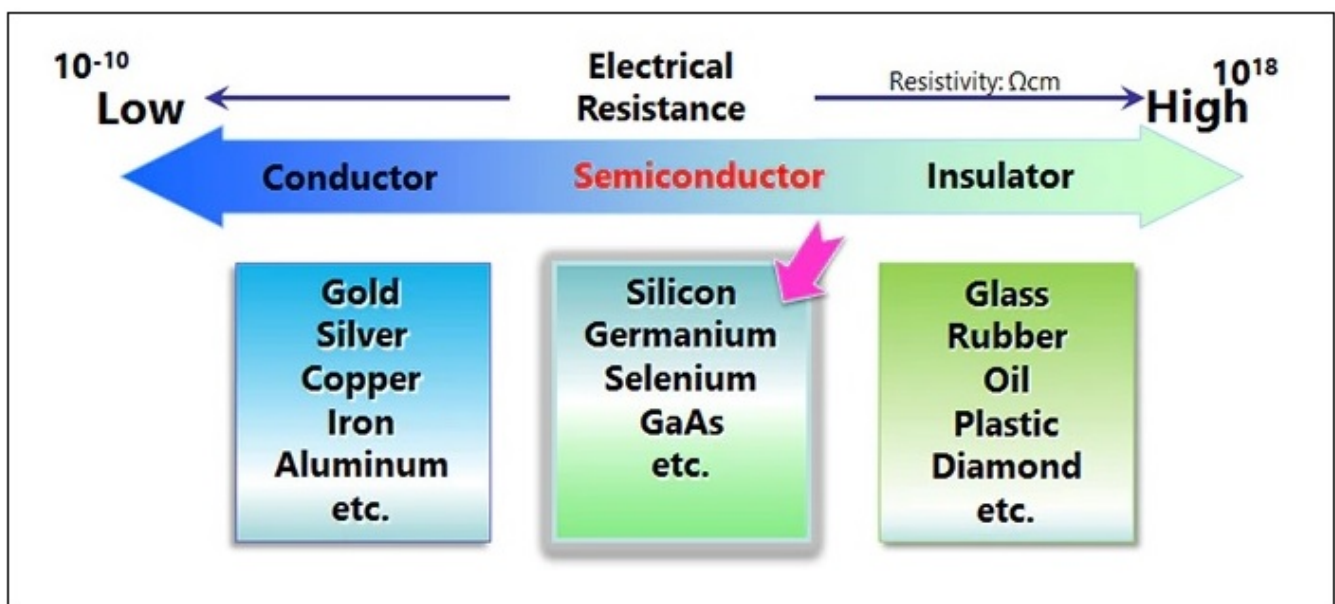 10⁻¹⁰
Low
Electrical
Resistance
Resistivity: Ωcm
10¹⁸
High
Conductor
Semiconductor
Insulator
Gold
Silver
Copper
Iron
Aluminum
etc.
Silicon
Germanium
Selenium
GaAs
etc.
Glass
Rubber
Oil
Plastic
Diamond
etc.